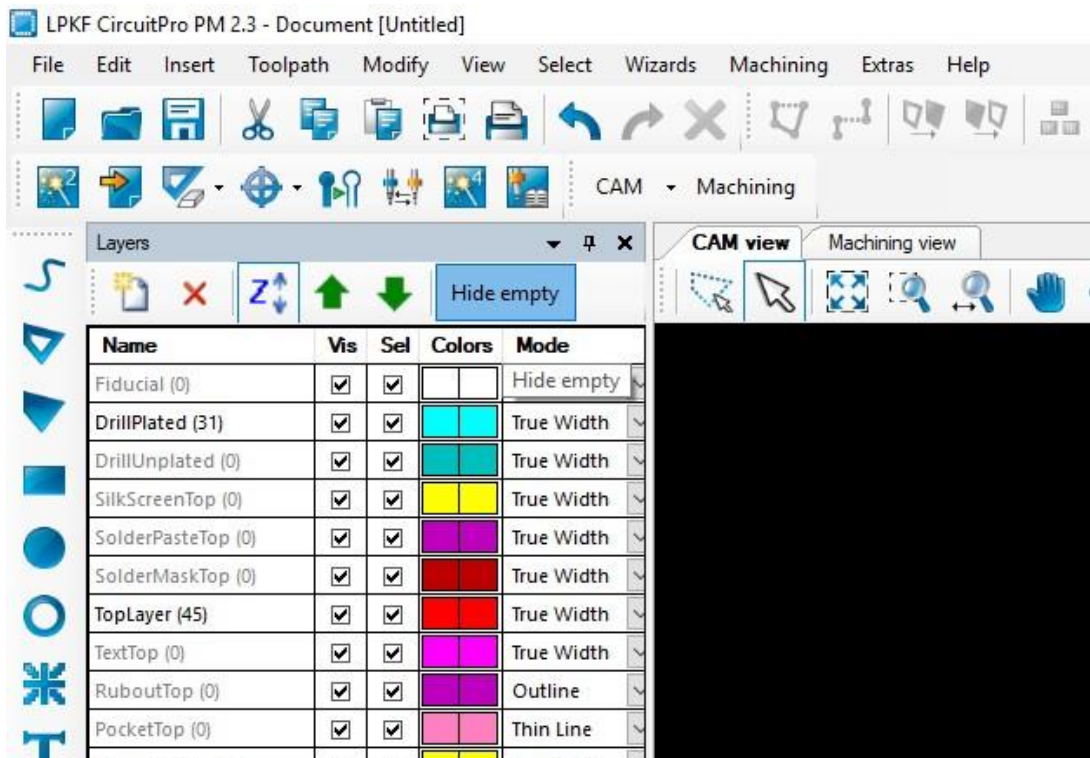 LPKF CircuitPro PM 2.3 - Document [Untitled]
File Edit Insert Toolpath Modify View Select Wizards Machining Extras Help
2 4 CAM Machining
Layers CAM view Machining view
Z Hide empty
Name Vis Sel Colors Mode
Fiducial (0) Hide empty
DrillPlated (31) True Width
DrillUnplated (0) True Width
SilkScreenTop (0) True Width
SolderPasteTop (0) True Width
SolderMaskTop (0) True Width
TopLayer (45) True Width
TextTop (0) True Width
RuboutTop (0) Outline
PocketTop (0) Thin Line
T